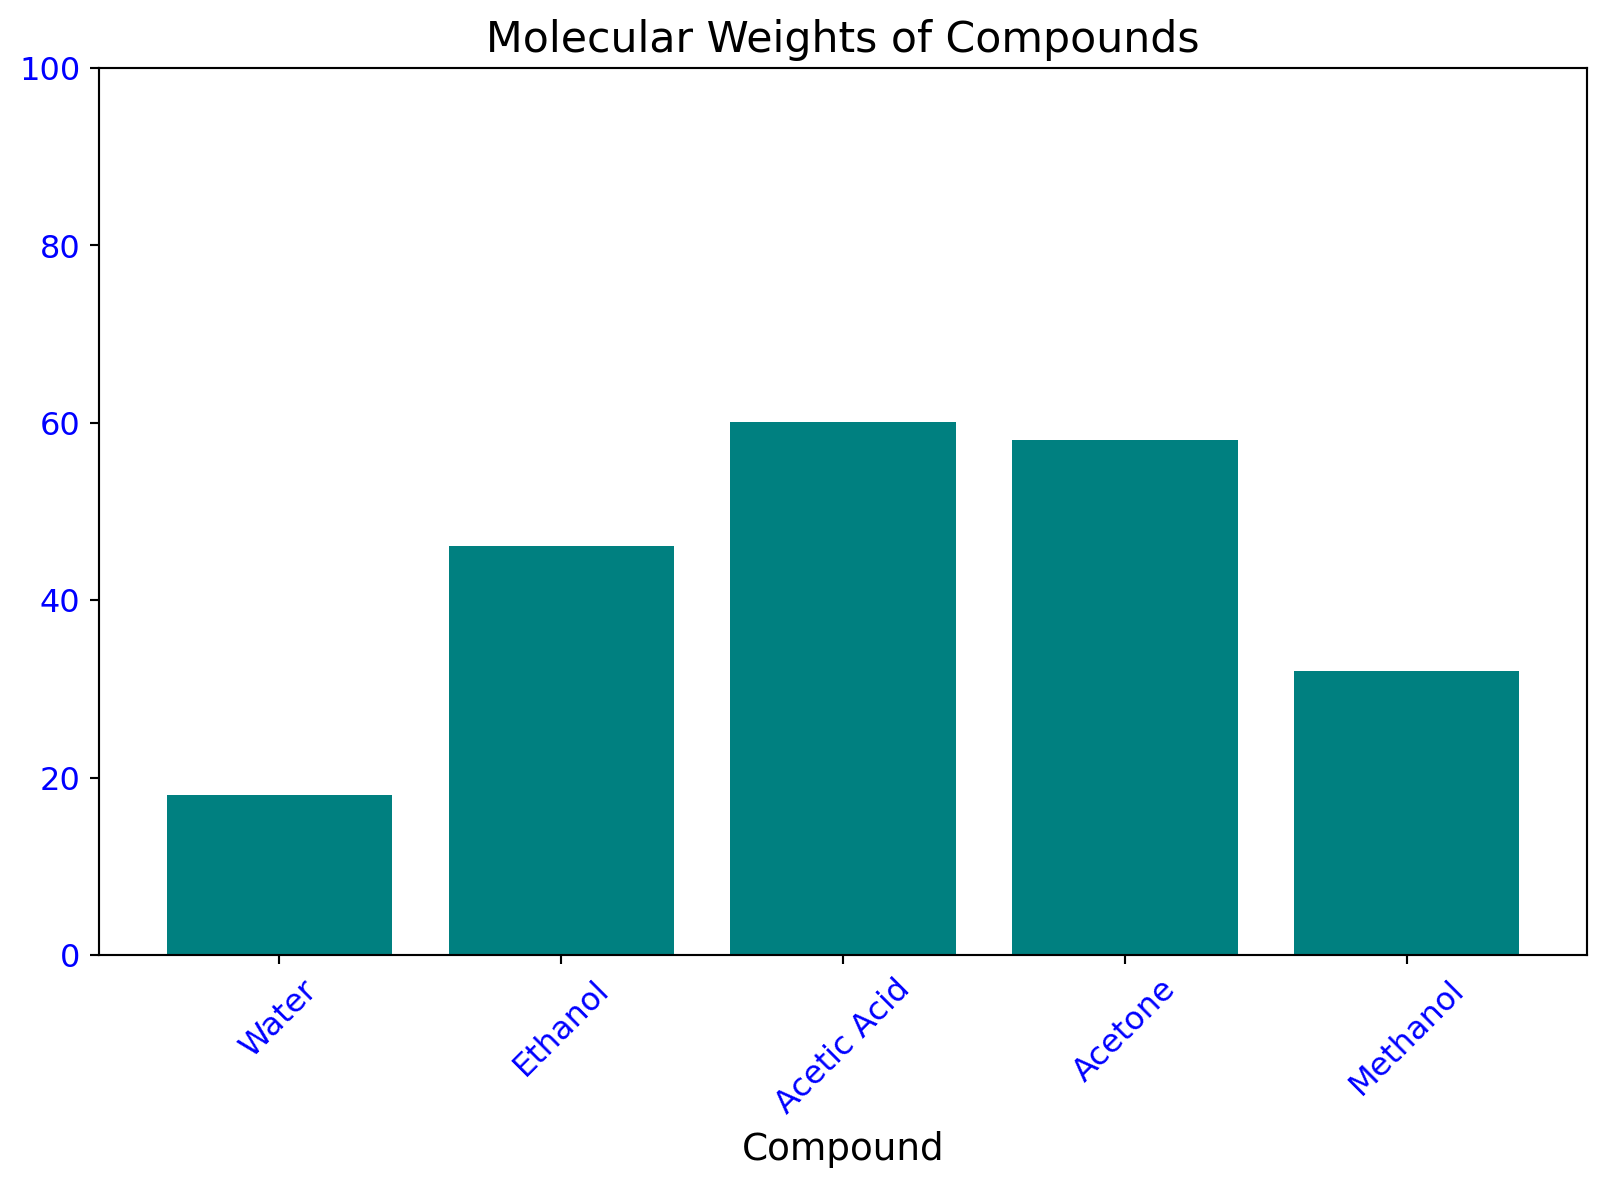 Molecular Weights of Compounds
100
80
60
40
20
0
Water
Ethanol
Acetic Acid
Acetone
Methanol
Compound